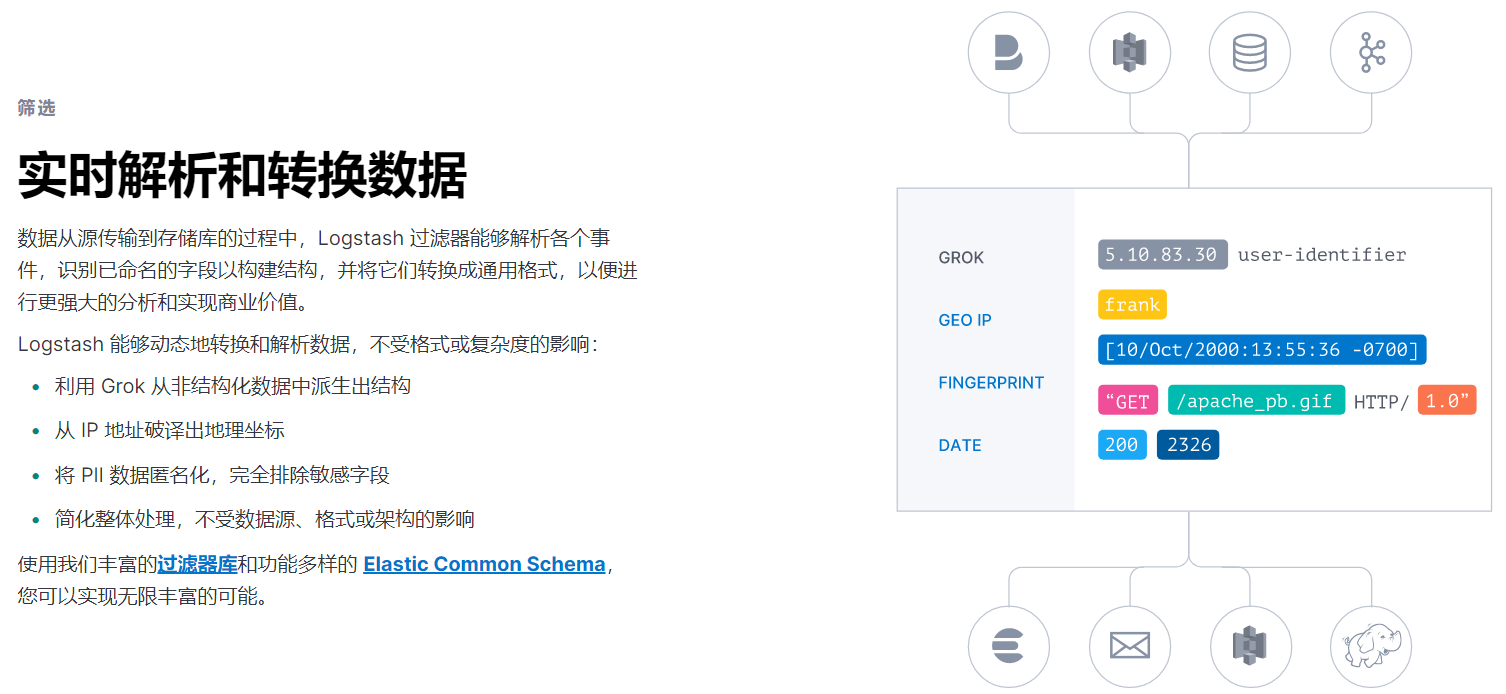 筛选
实时解析和转换数据
数据从源传输到存储库的过程中，Logstash 过滤器能够解析各个事
件，识别已命名的字段以构建结构，并将它们转换成通用格式，以便进
行更强大的分析和实现商业价值。
Logstash 能够动态地转换和解析数据，不受格式或复杂度的影响：
• 利用 Grok 从非结构化数据中派生出结构
• 从 IP 地址破译出地理坐标
• 将 PII 数据匿名化，完全排除敏感字段
• 简化整体处理，不受数据源、格式或架构的影响
使用我们丰富的过滤器库和功能多样的 Elastic Common Schema，
您可以实现无限丰富的可能。
GROK
GEO IP
FINGERPRINT
DATE
5.10.83.30 user-identifier
frank
[10/Oct/2000:13:55:36 -0700]
“GET /apache_pb.gif HTTP/ 1.0”
200 2326